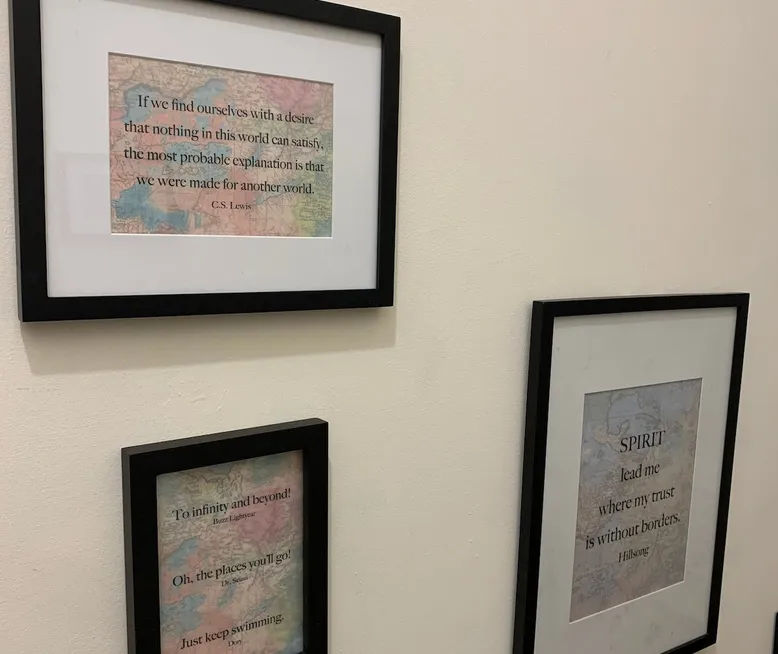 If we find ourselves with a desire
that nothing in this world can satisfy,
the most probable explanation is that
we were made for another world.
C.S. Lewis
To infinity and beyond!
Buzz Lightyear
Oh, the places you'll go!
Dr. Seuss
Just keep swimming.
Dory
SPIRIT
lead me
where my trust
is without borders.
Hillsong